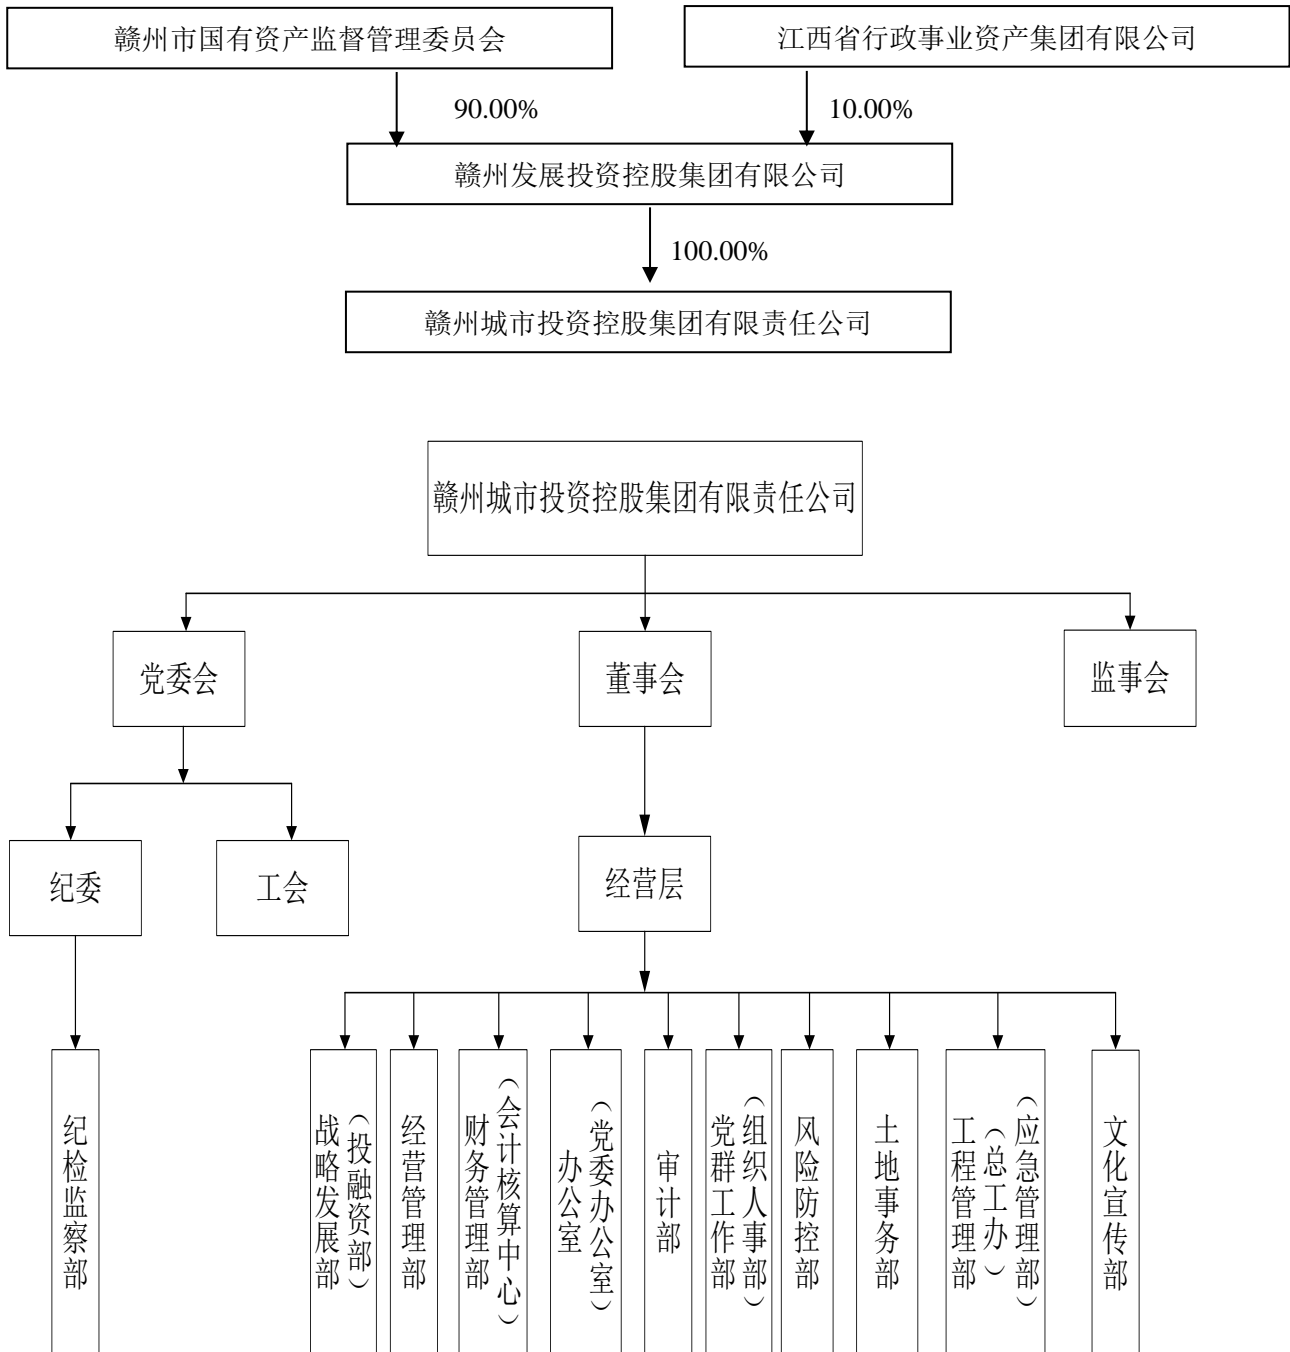 赣州市国有资产监督管理委员会
江西省行政事业资产集团有限公司
90.00%
10.00%
赣州发展投资控股集团有限公司
100.00%
赣州城市投资控股集团有限责任公司
赣州城市投资控股集团有限责任公司
党委会
董事会
监事会
纪委
工会
经营层
纪检监察部
战略发展部
（投融资部）
经营管理部
财务管理部
（会计核算中心）
办公室
（党委办公室）
审计部
党群工作部
（组织人事部）
风险防控部
土地事务部
工程管理部
（总工办）
（应急管理部）
文化宣传部